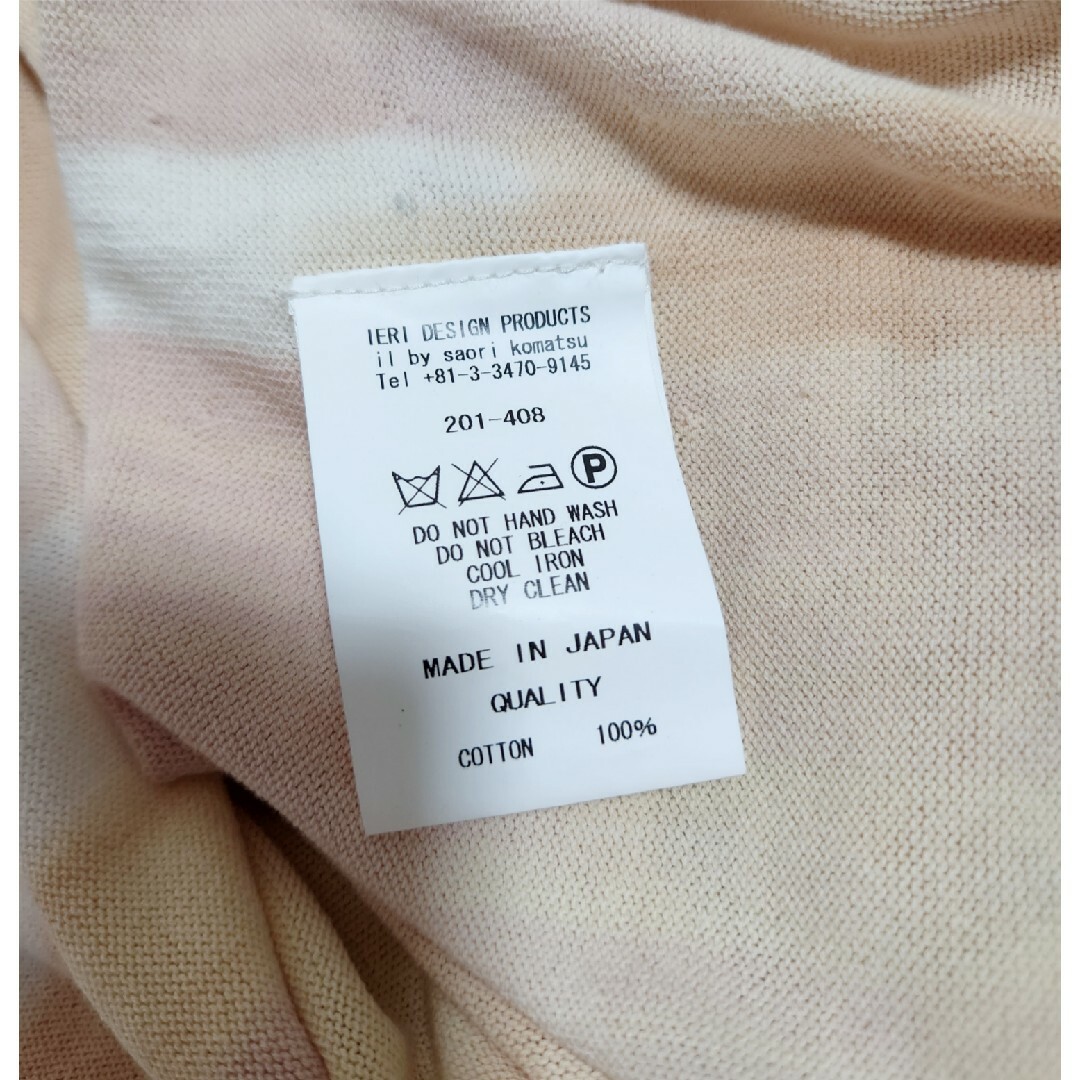 IERI DESIGN PRODUCTS
il by saori komatsu
Tel +81-3-3470-9145
201-408
P
DO NOT HAND WASH
DO NOT BLEACH
COOL IRON
DRY CLEAN
MADE IN JAPAN
QUALITY
COTTON 100%